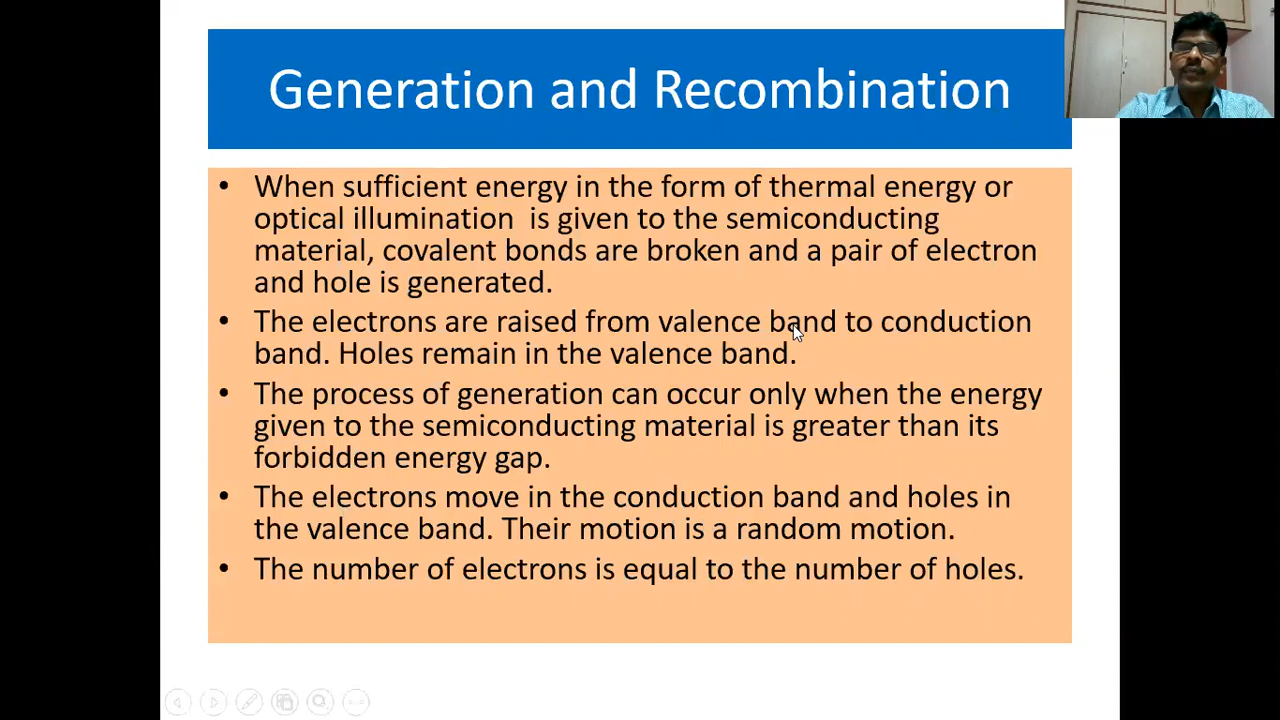 Generation and Recombination
• When sufficient energy in the form of thermal energy or
optical illumination  is given to the semiconducting
material, covalent bonds are broken and a pair of electron
and hole is generated.
• The electrons are raised from valence band to conduction
band. Holes remain in the valence band.
• The process of generation can occur only when the energy
given to the semiconducting material is greater than its
forbidden energy gap.
• The electrons move in the conduction band and holes in
the valence band. Their motion is a random motion.
• The number of electrons is equal to the number of holes.